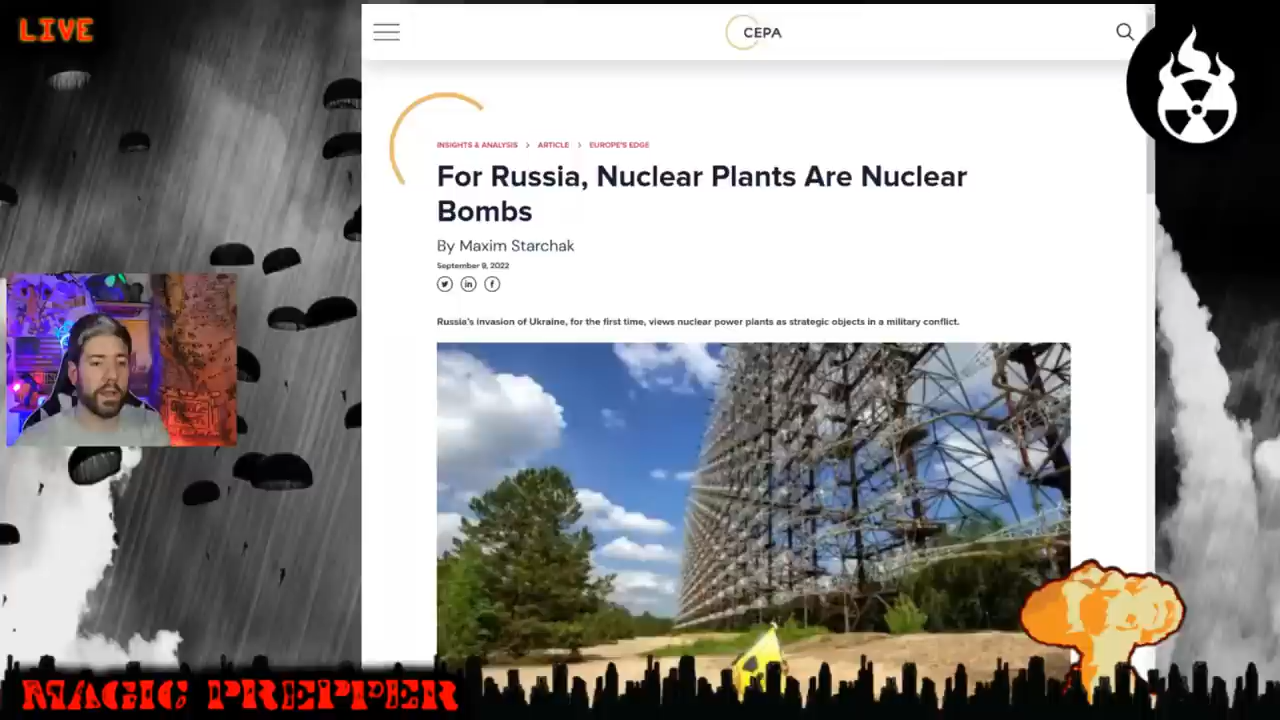 LIVE
CEPA
INSIGHTS & ANALYSIS > ARTICLE > EUROPE'S EDGE
For Russia, Nuclear Plants Are Nuclear
Bombs
By Maxim Starchak
September 9, 2022
Russia's invasion of Ukraine, for the first time, views nuclear power plants as strategic objects in a military conflict.
MAGIC PREPPER